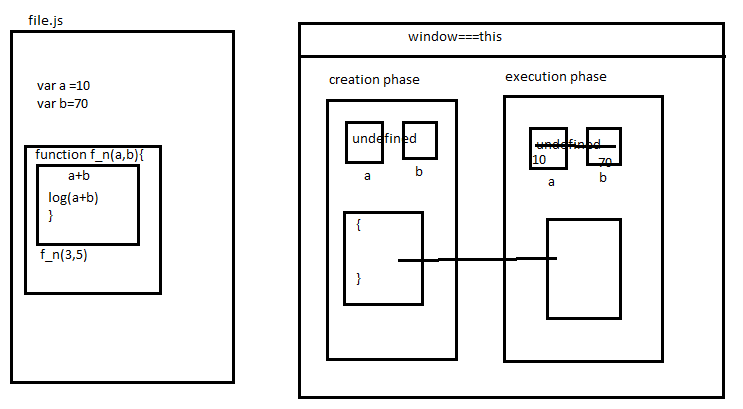 file.js
var a =10
var b=70
function f_n(a,b){
a+b
log(a+b)
}
f_n(3,5)
window===this
creation phase
undefined
a
b
{
}
execution phase
undefined
10
70
a
b